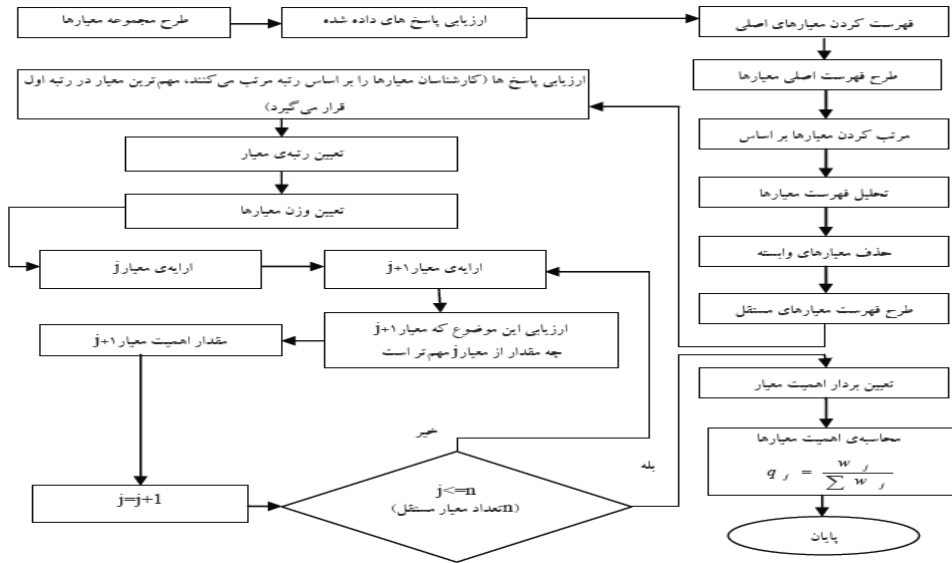 طرح مجموعه معیارها
ارزیابی پاسخ های داده شده
فهرست کردن معیارهای اصلی
طرح فهرست اصلی معیارها
مرتب کردن معیارها بر اساس
تحلیل فهرست معیارها
حذف معیارهای وابسته
طرح فهرست معیارهای مستقل
ارزیابی پاسخ ها (کارشناسان معیارها را بر اساس رتبه مرتب می‌کنند، مهم‌ترین معیار در رتبه اول
قرار می‌گیرد)
تعیین رتبه‌ی معیار
تعیین وزن معیارها
ارایه‌ی معیار j
ارایه‌ی معیار j+۱
ارزیابی این موضوع که معیار j+۱
چه مقدار از معیار j مهم‌تر است
مقدار اهمیت معیار j+۱
j=j+1
j<=n
(n تعداد معیار مستقل)
خیر
بله
تعیین بردار اهمیت معیار
محاسبه‌ی اهمیت معیارها
q j = w j / ∑ w j
پایان